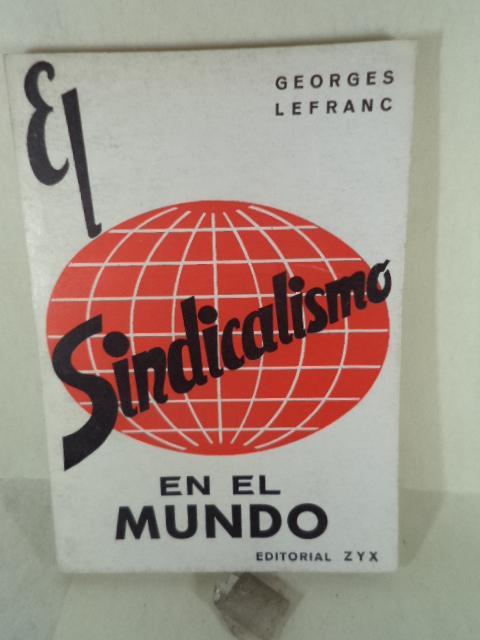 GEORGES
LEFRANC
El
Sindicalismo
EN EL
MUNDO
EDITORIAL ZYX